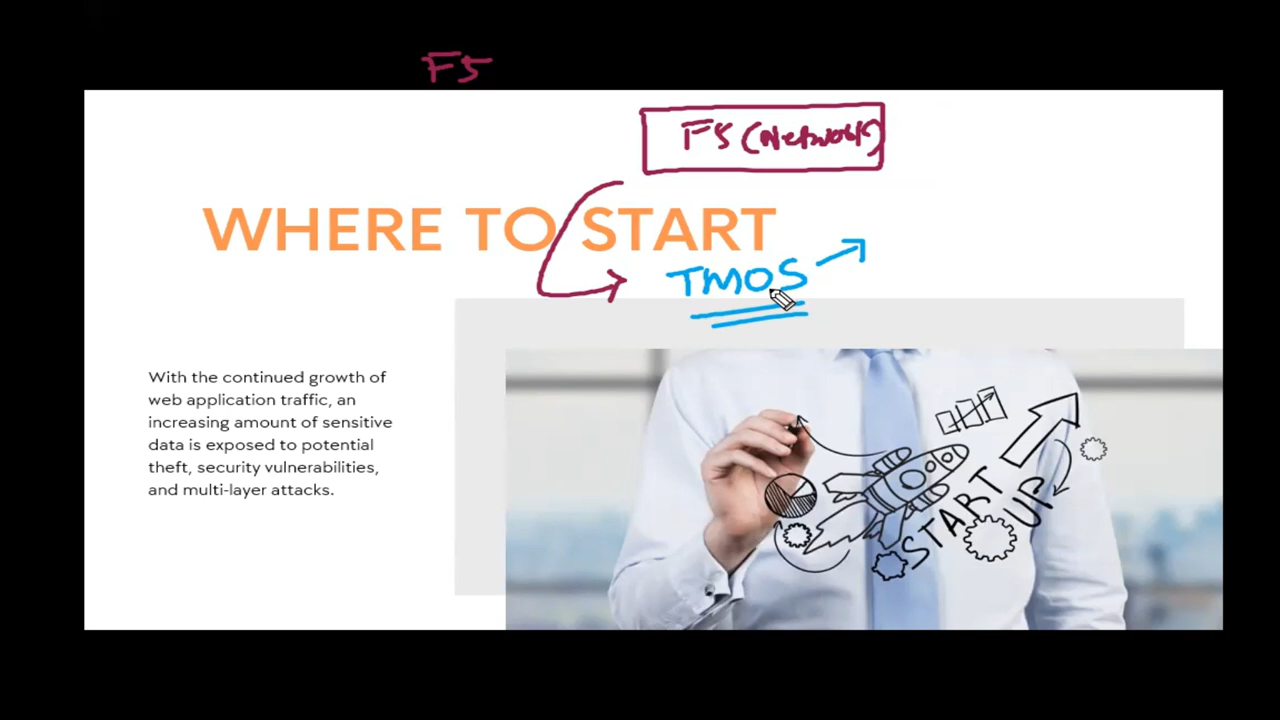 F5
F5 (Network)
WHERE TO START
TMOS
With the continued growth of
web application traffic, an
increasing amount of sensitive
data is exposed to potential
theft, security vulnerabilities,
and multi-layer attacks.
START
UP